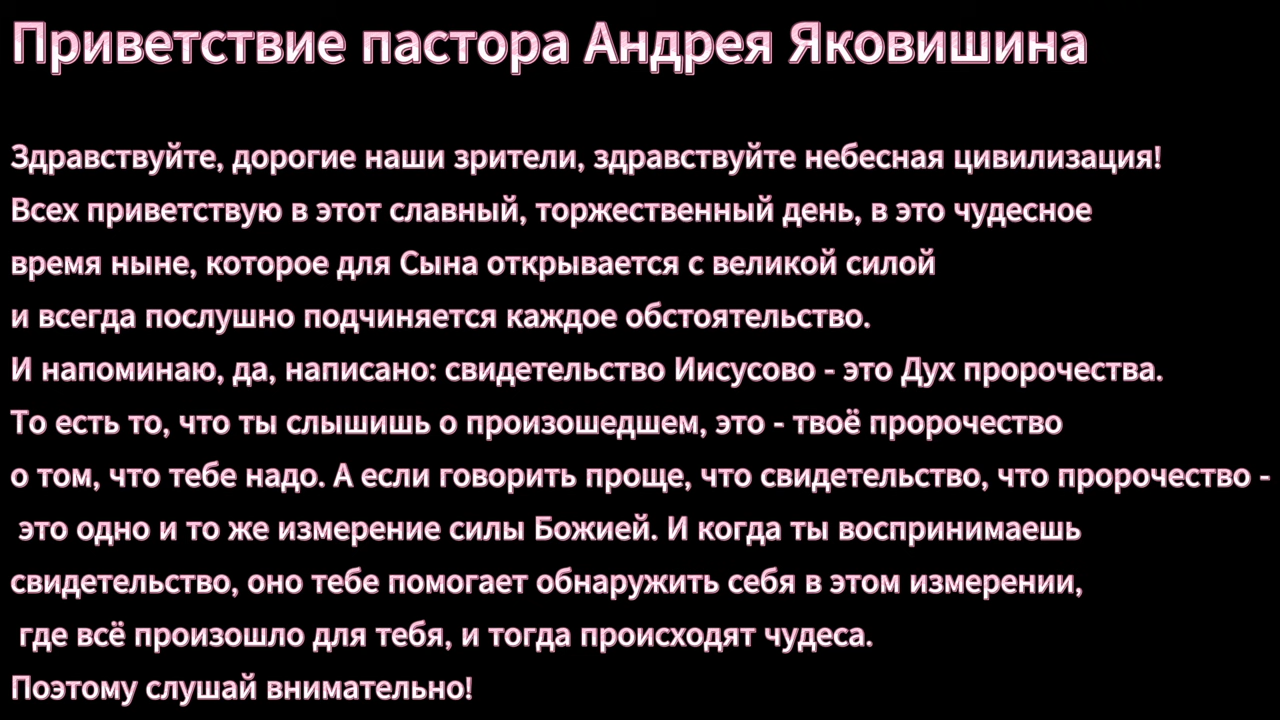 Приветствие пастора Андрея Яковишина
Здравствуйте, дорогие наши зрители, здравствуйте небесная цивилизация!
Всех приветствую в этот славный, торжественный день, в это чудесное
время ныне, которое для Сына открывается с великой силой
и всегда послушно подчиняется каждое обстоятельство.
И напоминаю, да, написано: свидетельство Иисусово - это Дух пророчества.
То есть то, что ты слышишь о произошедшем, это - твоё пророчество
о том, что тебе надо. А если говорить проще, что свидетельство, что пророчество -
это одно и то же измерение силы Божией. И когда ты воспринимаешь
свидетельство, оно тебе помогает обнаружить себя в этом измерении,
где всё произошло для тебя, и тогда происходят чудеса.
Поэтому слушай внимательно!